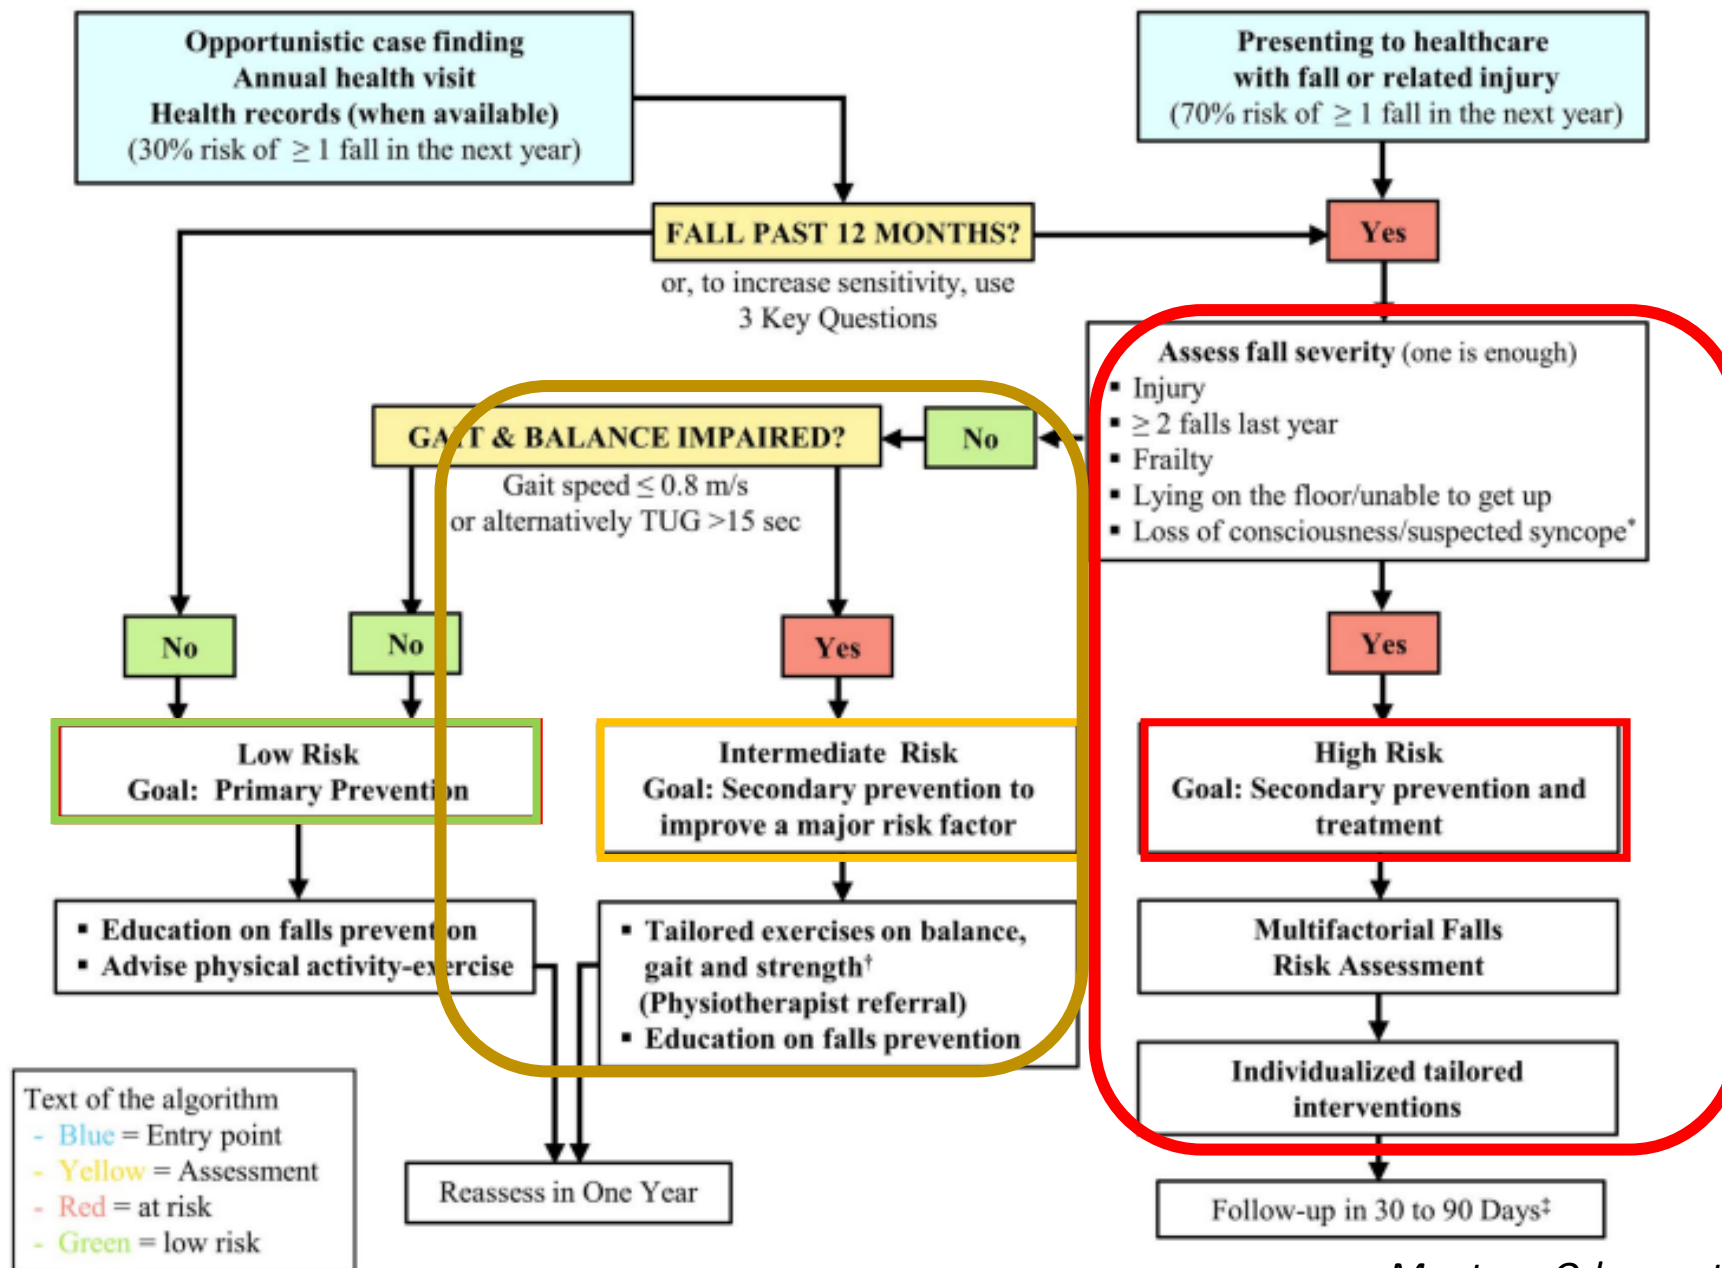 Opportunistic case finding
Annual health visit
Health records (when available)
(30% risk of ≥ 1 fall in the next year)
Presenting to healthcare
with fall or related injury
(70% risk of ≥ 1 fall in the next year)
FALL PAST 12 MONTHS?
Yes
or, to increase sensitivity, use
3 Key Questions
Assess fall severity (one is enough)
▪ Injury
▪ ≥ 2 falls last year
▪ Frailty
▪ Lying on the floor/unable to get up
▪ Loss of consciousness/suspected syncope*
No
GAIT & BALANCE IMPAIRED?
Gait speed ≤ 0.8 m/s
or alternatively TUG >15 sec
No
No
Yes
Yes
Low Risk
Goal: Primary Prevention
Intermediate Risk
Goal: Secondary prevention to
improve a major risk factor
High Risk
Goal: Secondary prevention and
treatment
▪ Education on falls prevention
▪ Advise physical activity-exercise
▪ Tailored exercises on balance,
gait and strength†
(Physiotherapist referral)
▪ Education on falls prevention
Multifactorial Falls
Risk Assessment
Individualized tailored
interventions
Reassess in One Year
Follow-up in 30 to 90 Days‡
Text of the algorithm
- Blue = Entry point
- Yellow = Assessment
- Red = at risk
- Green = low risk